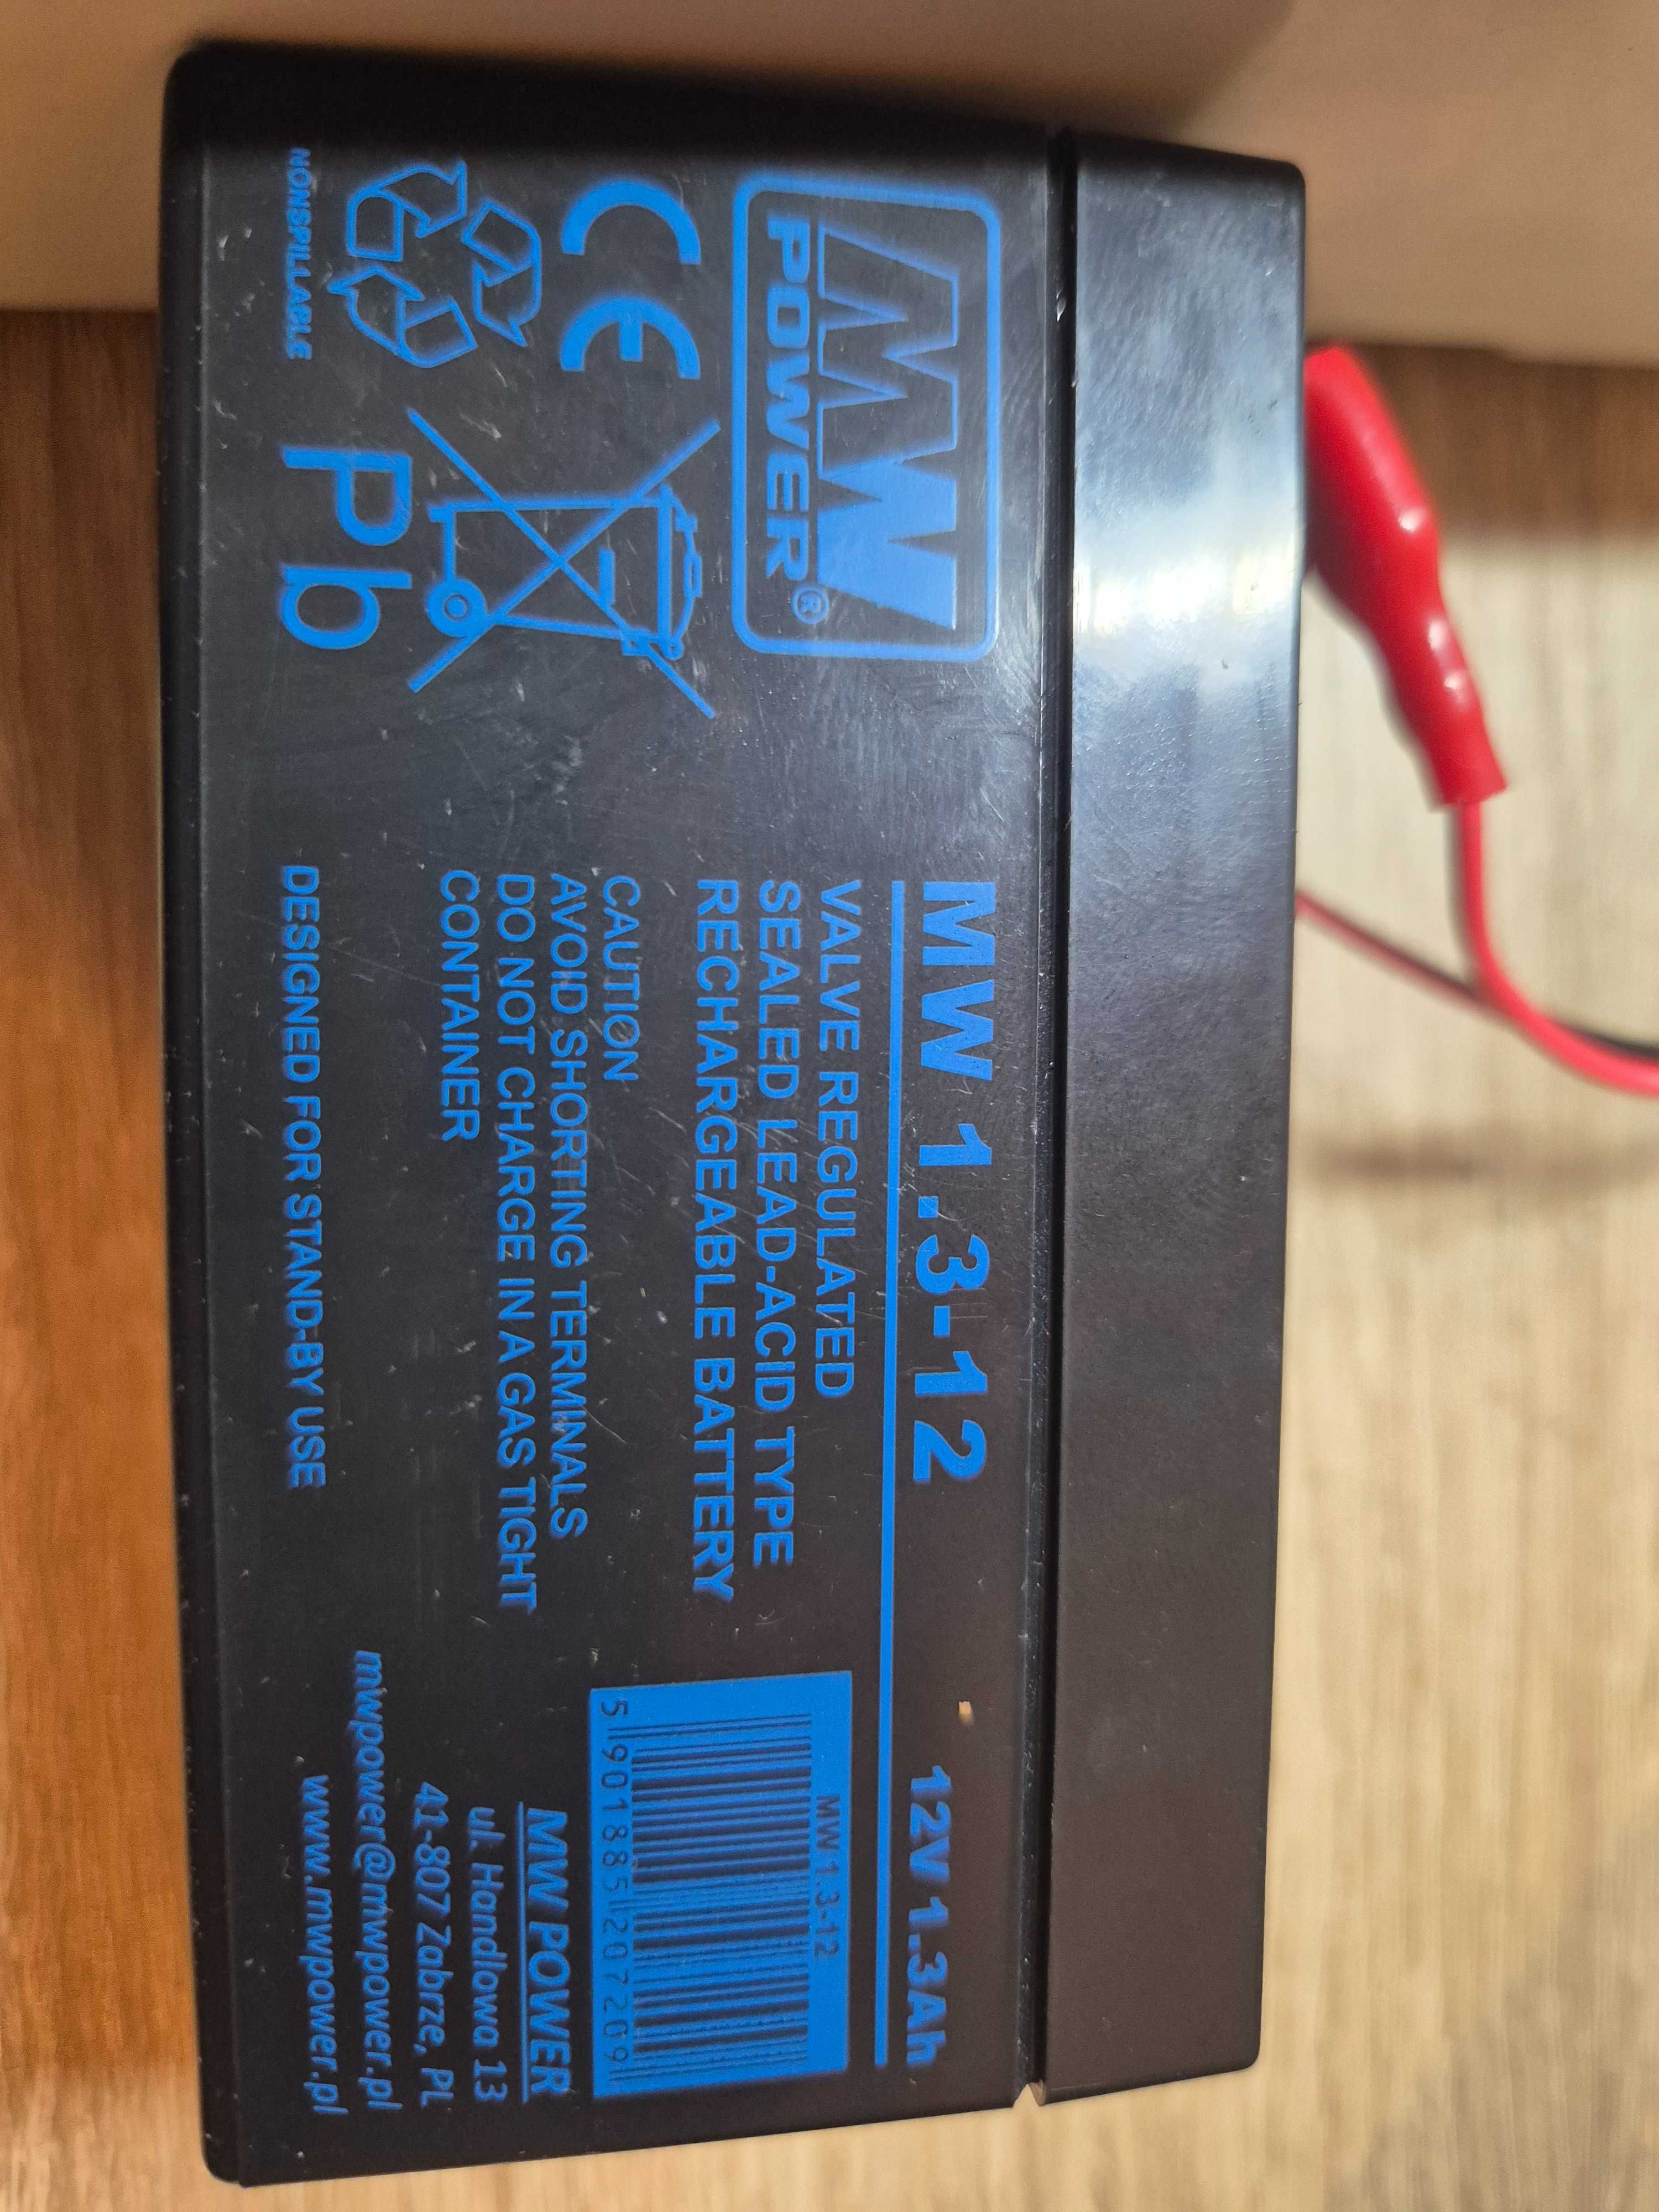 MW
POWER®
CE
NONSPILLABLE
Pb
MW 1.3-12
12V 1.3Ah
VALVE REGULATED
SEALED LEAD-ACID TYPE
RECHARGEABLE BATTERY
CAUTION
AVOID SHORTING TERMINALS
DO NOT CHARGE IN A GAS TIGHT
CONTAINER
DESIGNED FOR STAND-BY USE
MW 1.3-12
5 901885 207209
MW POWER
ul. Handlowa 13
41-807 Zabrze, PL
mwpower@mwpower.pl
www.mwpower.pl